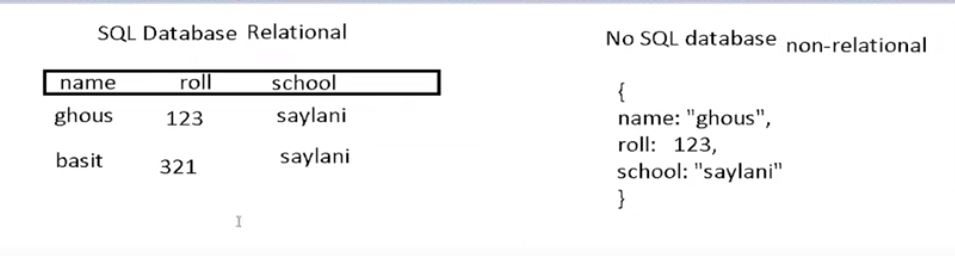 SQL Database Relational
name roll school
ghous 123 saylani
basit 321 saylani
No SQL database non-relational
{
name: "ghous",
roll: 123,
school: "saylani"
}